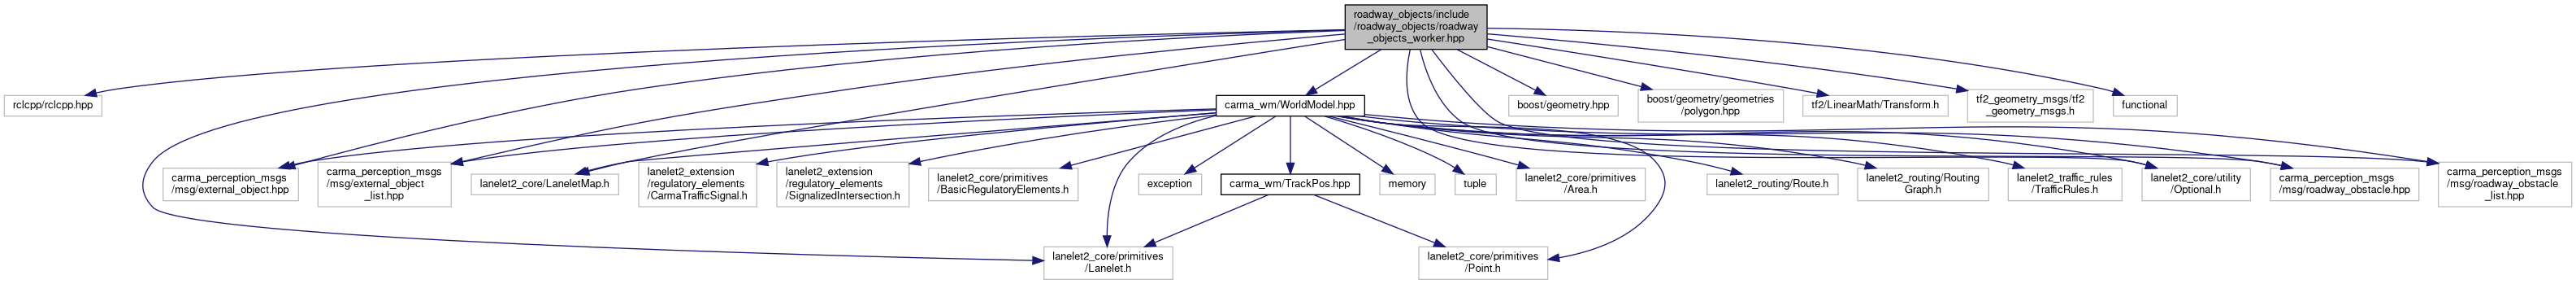 roadway_objects/include
/roadway_objects/roadway
_objects_worker.hpp
rclcpp/rclcpp.hpp
carma_wm/WorldModel.hpp
boost/geometry.hpp
boost/geometry/geometries
/polygon.hpp
tf2/LinearMath/Transform.h
tf2_geometry_msgs/tf2
_geometry_msgs.h
functional
carma_perception_msgs
/msg/external_object.hpp
carma_perception_msgs
/msg/external_object
_list.hpp
lanelet2_core/LaneletMap.h
lanelet2_extension
/regulatory_elements
/CarmaTrafficSignal.h
lanelet2_extension
/regulatory_elements
/SignalizedIntersection.h
lanelet2_core/primitives
/BasicRegulatoryElements.h
exception
carma_wm/TrackPos.hpp
memory
tuple
lanelet2_core/primitives
/Area.h
lanelet2_routing/Route.h
lanelet2_routing/Routing
Graph.h
lanelet2_traffic_rules
/TrafficRules.h
lanelet2_core/utility
/Optional.h
carma_perception_msgs
/msg/roadway_obstacle.hpp
carma_perception_msgs
/msg/roadway_obstacle
_list.hpp
lanelet2_core/primitives
/Lanelet.h
lanelet2_core/primitives
/Point.h